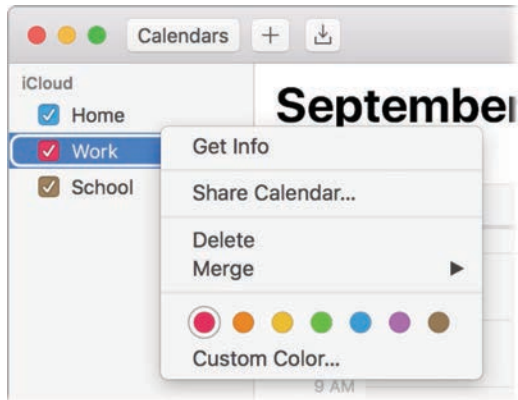 Calendars
iCloud
Home
September
Work
Get Info
School
Share Calendar...
Delete
Merge
Custom Color...
9 AM